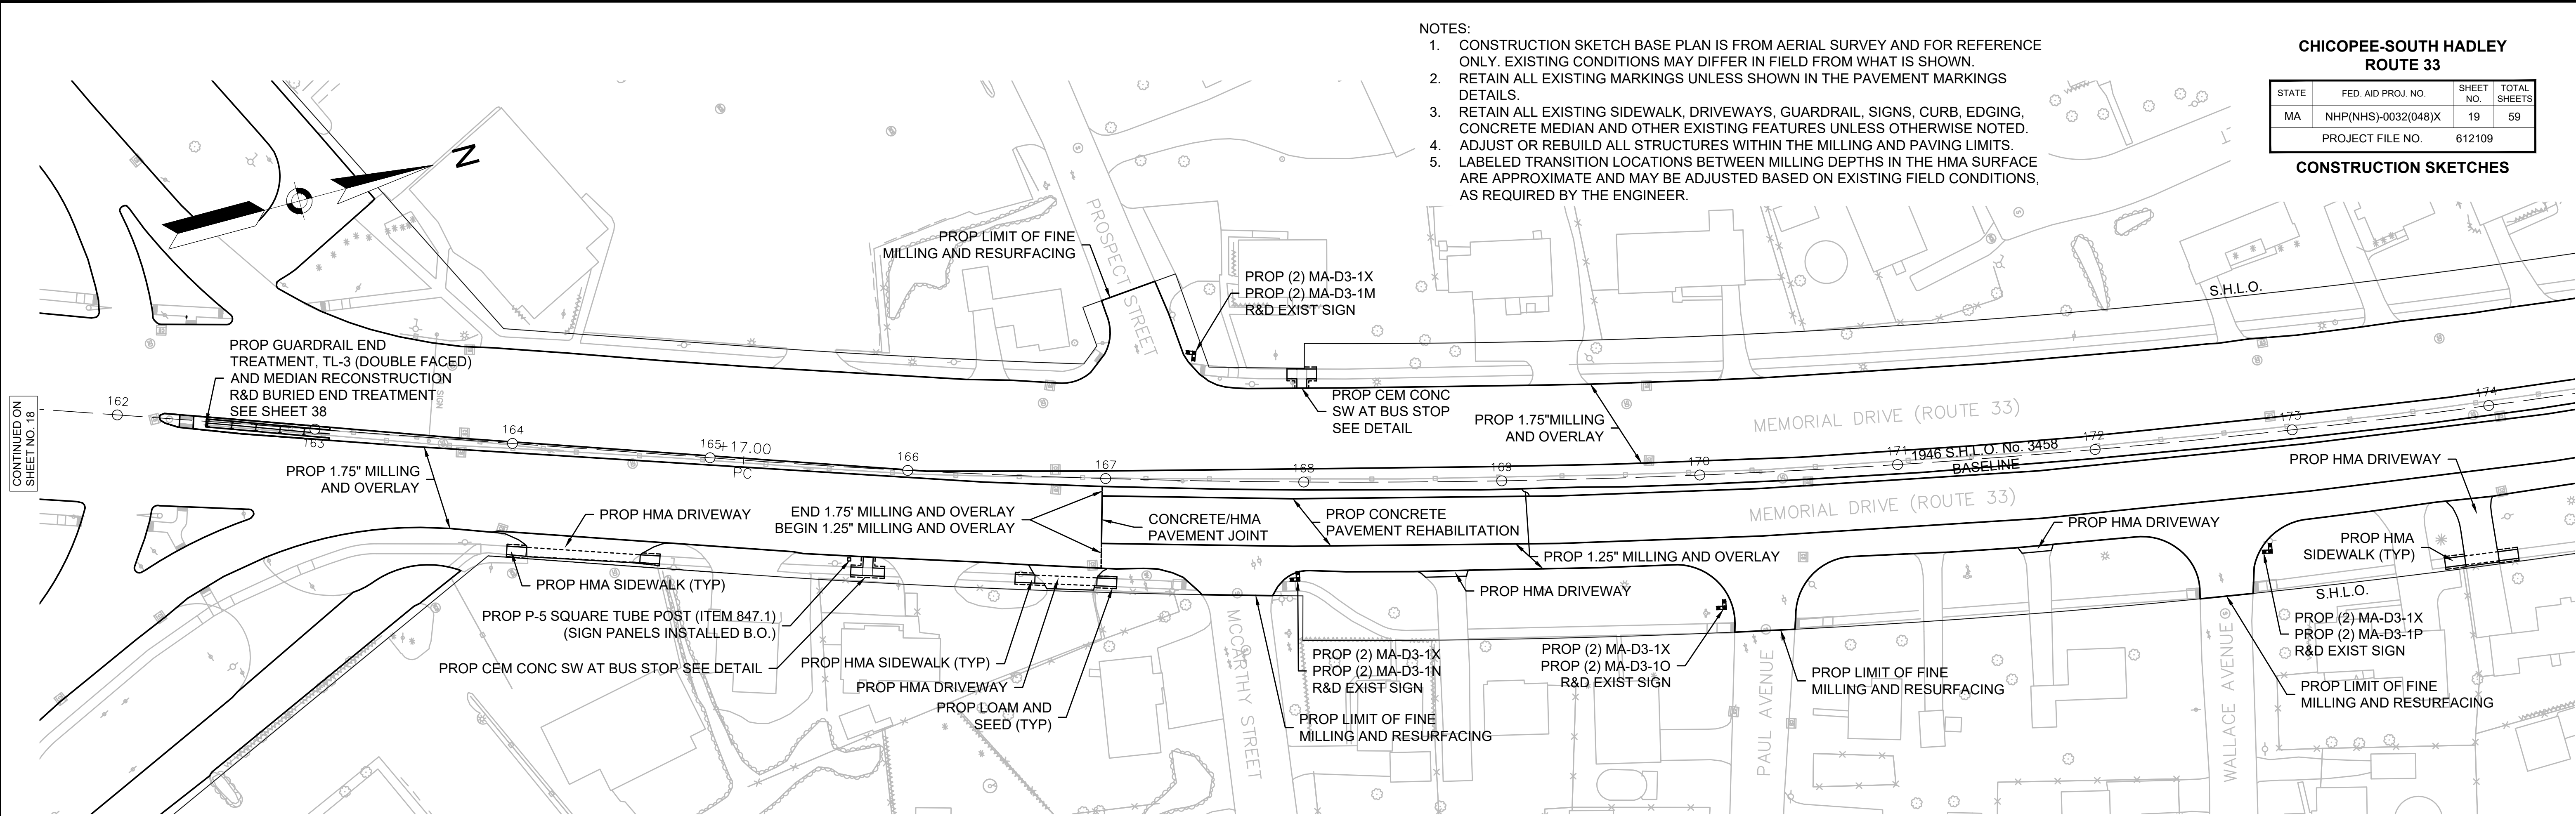 NOTES:
1. CONSTRUCTION SKETCH BASE PLAN IS FROM AERIAL SURVEY AND FOR REFERENCE
ONLY. EXISTING CONDITIONS MAY DIFFER IN FIELD FROM WHAT IS SHOWN.
2. RETAIN ALL EXISTING MARKINGS UNLESS SHOWN IN THE PAVEMENT MARKINGS
DETAILS.
3. RETAIN ALL EXISTING SIDEWALK, DRIVEWAYS, GUARDRAIL, SIGNS, CURB, EDGING,
CONCRETE MEDIAN AND OTHER EXISTING FEATURES UNLESS OTHERWISE NOTED.
4. ADJUST OR REBUILD ALL STRUCTURES WITHIN THE MILLING AND PAVING LIMITS.
5. LABELED TRANSITION LOCATIONS BETWEEN MILLING DEPTHS IN THE HMA SURFACE
ARE APPROXIMATE AND MAY BE ADJUSTED BASED ON EXISTING FIELD CONDITIONS,
AS REQUIRED BY THE ENGINEER.
CHICOPEE-SOUTH HADLEY
ROUTE 33
STATE FED. AID PROJ. NO. SHEET NO. TOTAL SHEETS
MA NHP(NHS)-0032(048)X 19 59
PROJECT FILE NO. 612109
CONSTRUCTION SKETCHES
N
PROP LIMIT OF FINE
MILLING AND RESURFACING
PROSPECT STREET
PROP (2) MA-D3-1X
PROP (2) MA-D3-1M
R&D EXIST SIGN
S.H.L.O.
PROP GUARDRAIL END
TREATMENT, TL-3 (DOUBLE FACED)
AND MEDIAN RECONSTRUCTION
R&D BURIED END TREATMENT
SEE SHEET 38
SIGN
PROP CEM CONC
SW AT BUS STOP
SEE DETAIL
PROP 1.75"MILLING
AND OVERLAY
MEMORIAL DRIVE (ROUTE 33)
CONTINUED ON
SHEET NO. 18
162
163
164
165
+17.00
PC
166
167
168
169
170
171
172
173
174
1946 S.H.L.O. No. 3458
BASELINE
PROP HMA DRIVEWAY
PROP 1.75" MILLING
AND OVERLAY
PROP HMA DRIVEWAY
END 1.75' MILLING AND OVERLAY
BEGIN 1.25" MILLING AND OVERLAY
CONCRETE/HMA
PAVEMENT JOINT
PROP CONCRETE
PAVEMENT REHABILITATION
MEMORIAL DRIVE (ROUTE 33)
PROP HMA DRIVEWAY
PROP HMA
SIDEWALK (TYP)
PROP 1.25" MILLING AND OVERLAY
PROP HMA SIDEWALK (TYP)
PROP HMA DRIVEWAY
S.H.L.O.
PROP P-5 SQUARE TUBE POST (ITEM 847.1)
(SIGN PANELS INSTALLED B.O.)
PROP CEM CONC SW AT BUS STOP SEE DETAIL
PROP HMA SIDEWALK (TYP)
PROP HMA DRIVEWAY
PROP LOAM AND
SEED (TYP)
MCCARTHY STREET
PROP (2) MA-D3-1X
PROP (2) MA-D3-1N
R&D EXIST SIGN
PROP LIMIT OF FINE
MILLING AND RESURFACING
PROP (2) MA-D3-1X
PROP (2) MA-D3-1O
R&D EXIST SIGN
PAUL AVENUE
PROP LIMIT OF FINE
MILLING AND RESURFACING
WALLACE AVENUE
PROP (2) MA-D3-1X
PROP (2) MA-D3-1P
R&D EXIST SIGN
PROP LIMIT OF FINE
MILLING AND RESURFACING